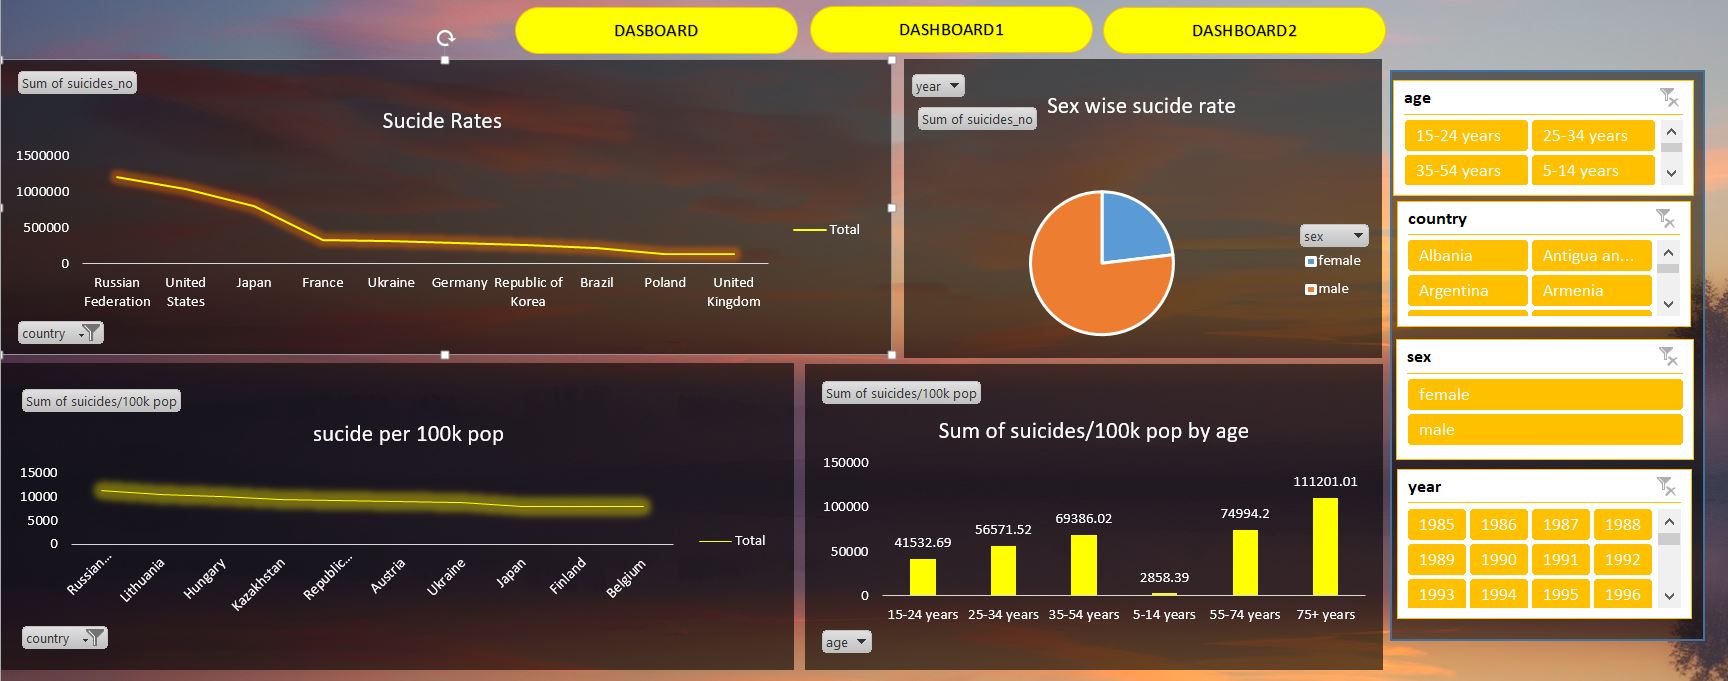 DASBOARD
DASHBOARD1
DASHBOARD2
Sum of suicides_no
Sucide Rates
1500000
1000000
500000
0
Russian Federation
United States
Japan
France
Ukraine
Germany
Republic of Korea
Brazil
Poland
United Kingdom
Total
country
year
Sum of suicides_no
Sex wise sucide rate
sex
female
male
Sum of suicides/100k pop
sucide per 100k pop
15000
10000
5000
0
Russian...
Lithuania
Hungary
Kazakhstan
Republic...
Austria
Ukraine
Japan
Finland
Belgium
Total
country
Sum of suicides/100k pop
Sum of suicides/100k pop by age
150000
100000
50000
0
41532.69
56571.52
69386.02
2858.39
74994.2
111201.01
15-24 years
25-34 years
35-54 years
5-14 years
55-74 years
75+ years
age
age
15-24 years
25-34 years
35-54 years
5-14 years
country
Albania
Antigua an...
Argentina
Armenia
sex
female
male
year
1985 1986 1987 1988
1989 1990 1991 1992
1993 1994 1995 1996